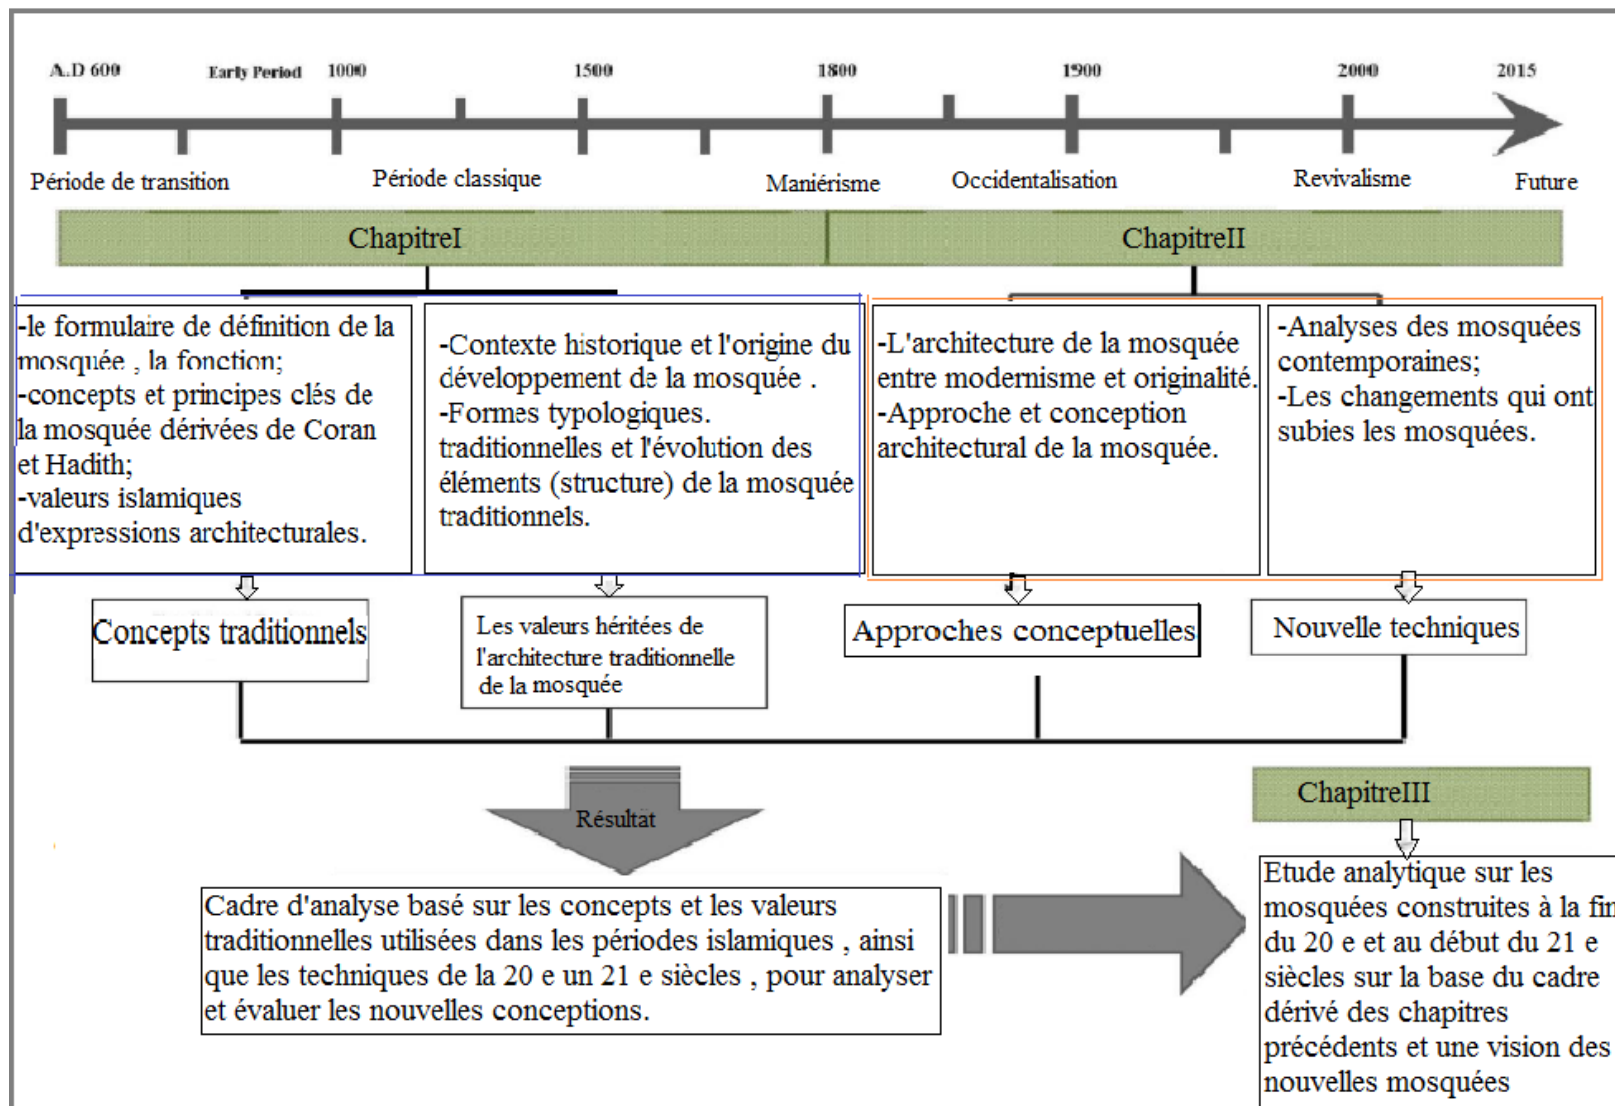 A.D 600 Early Period 1000 1500 1800 1900 2000 2015
Période de transition Période classique Maniérisme Occidentalisation Revivalisme Future
ChapitreI ChapitreII
-le formulaire de définition de la
mosquée , la fonction;
-concepts et principes clés de
la mosquée dérivées de Coran
et Hadith;
-valeurs islamiques
d'expressions architecturales.
-Contexte historique et l'origine du
développement de la mosquée .
-Formes typologiques.
traditionnelles et l'évolution des
éléments (structure) de la mosquée
traditionnels.
-L'architecture de la mosquée
entre modernisme et originalité.
-Approche et conception
architectural de la mosquée.
-Analyses des mosquées
contemporaines;
-Les changements qui ont
subies les mosquées.
Concepts traditionnels
Les valeurs héritées de
l'architecture traditionnelle
de la mosquée
Approches conceptuelles
Nouvelle techniques
Résultat
ChapitreIII
Cadre d'analyse basé sur les concepts et les valeurs
traditionnelles utilisées dans les périodes islamiques , ainsi
que les techniques de la 20 e un 21 e siècles , pour analyser
et évaluer les nouvelles conceptions.
Etude analytique sur les
mosquées construites à la fin
du 20 e et au début du 21 e
siècles sur la base du cadre
dérivé des chapitres
précédents et une vision des
nouvelles mosquées